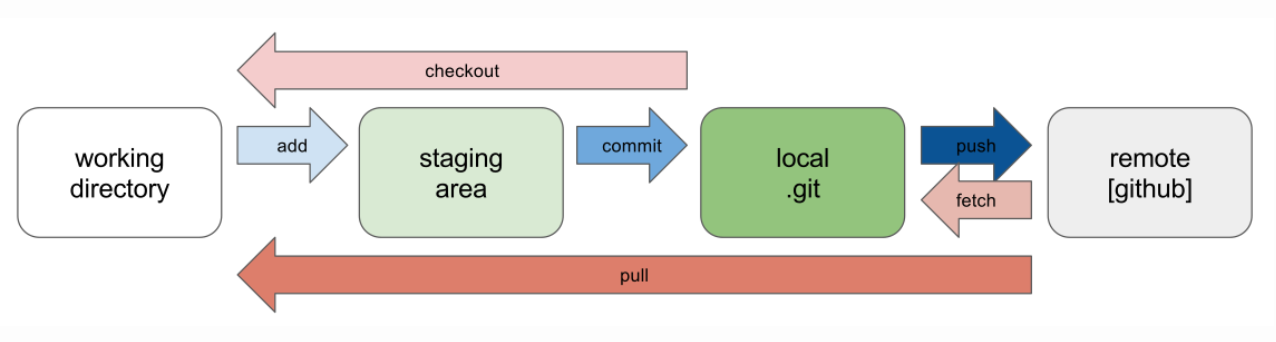 checkout
working
directory
add
staging
area
commit
local
.git
push
fetch
remote
[github]
pull